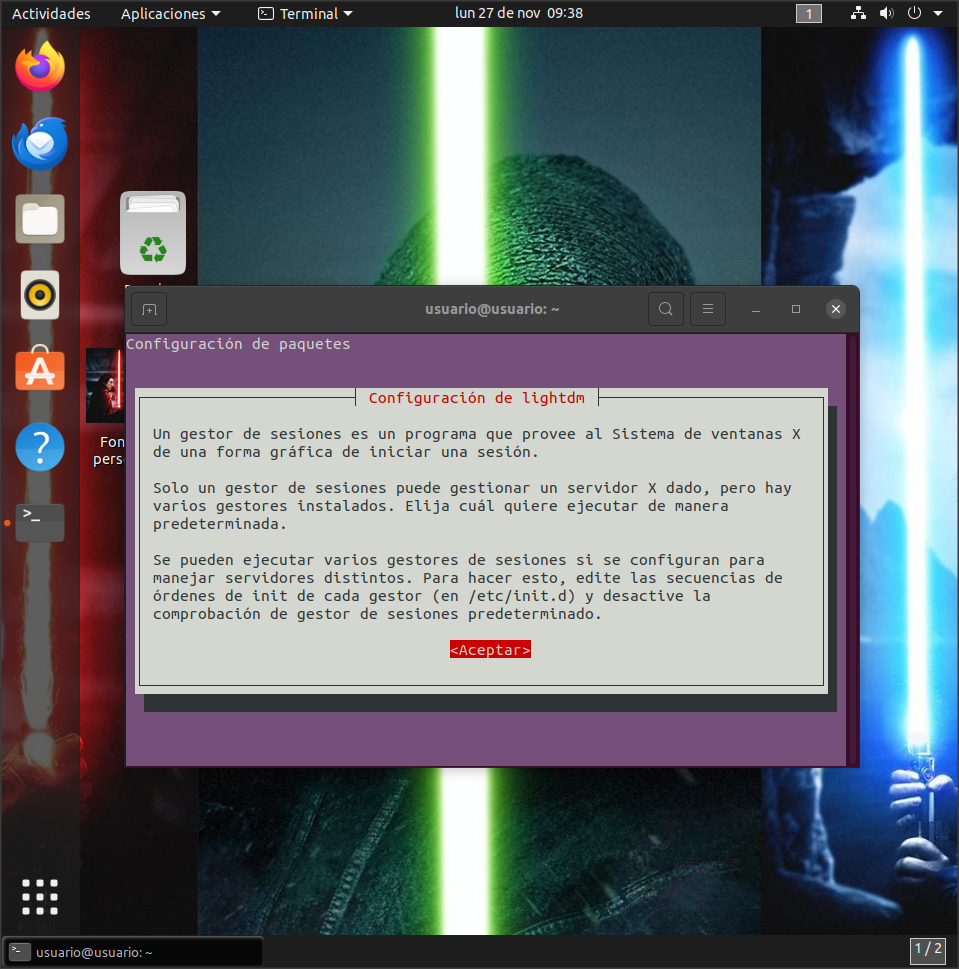 Actividades Aplicaciones Terminal lun 27 de nov 09:38 1
usuario@usuario: ~
Configuración de paquetes
Configuración de lightdm
Un gestor de sesiones es un programa que provee al Sistema de ventanas X
de una forma gráfica de iniciar una sesión.
Solo un gestor de sesiones puede gestionar un servidor X dado, pero hay
varios gestores instalados. Elija cuál quiere ejecutar de manera
predeterminada.
Se pueden ejecutar varios gestores de sesiones si se configuran para
manejar servidores distintos. Para hacer esto, edite las secuencias de
órdenes de init de cada gestor (en /etc/init.d) y desactive la
comprobación de gestor de sesiones predeterminado.
<Aceptar>
Fon
pers
usuario@usuario: ~
1 / 2